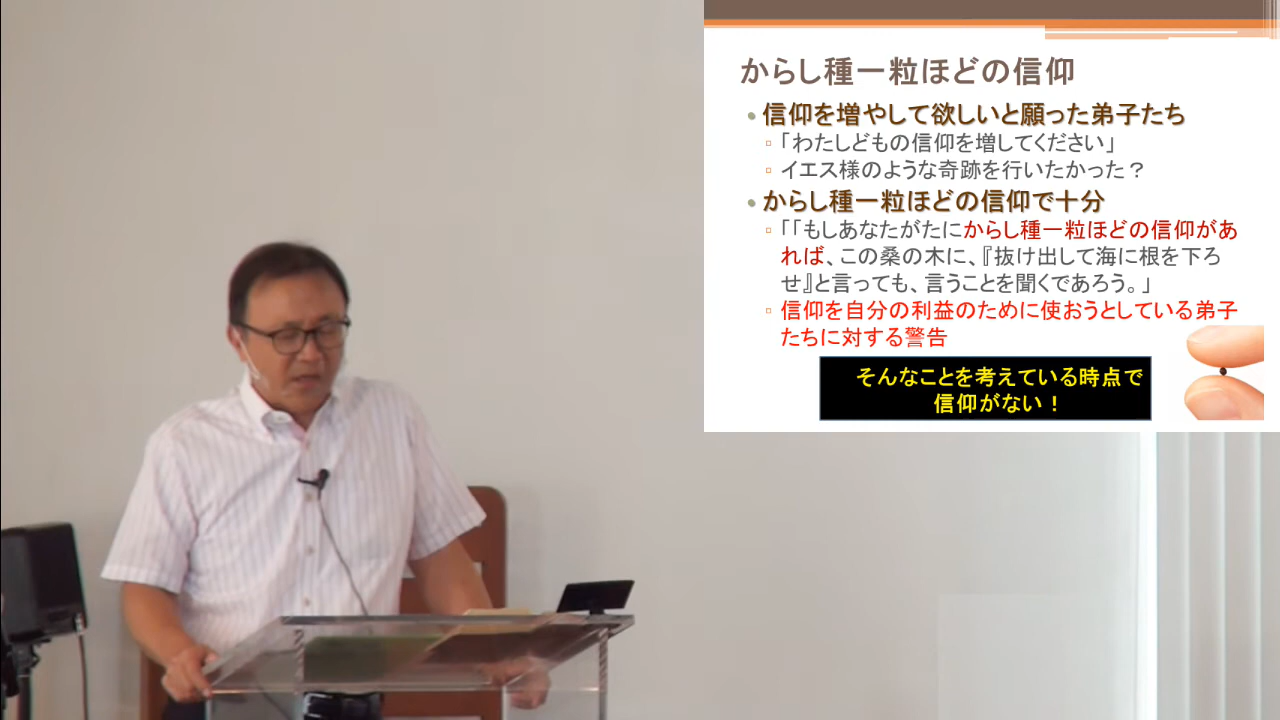 からし種一粒ほどの信仰
• 信仰を増やして欲しいと願った弟子たち
▫ 「わたしどもの信仰を増してください」
▫ イエス様のような奇跡を行いたかった？
• からし種一粒ほどの信仰で十分
▫ 「「もしあなたがたにからし種一粒ほどの信仰があ
れば、この桑の木に、『抜け出して海に根を下ろ
せ』と言っても、言うことを聞くであろう。」
▫ 信仰を自分の利益のために使おうとしている弟子
たちに対する警告
そんなことを考えている時点で
信仰がない！